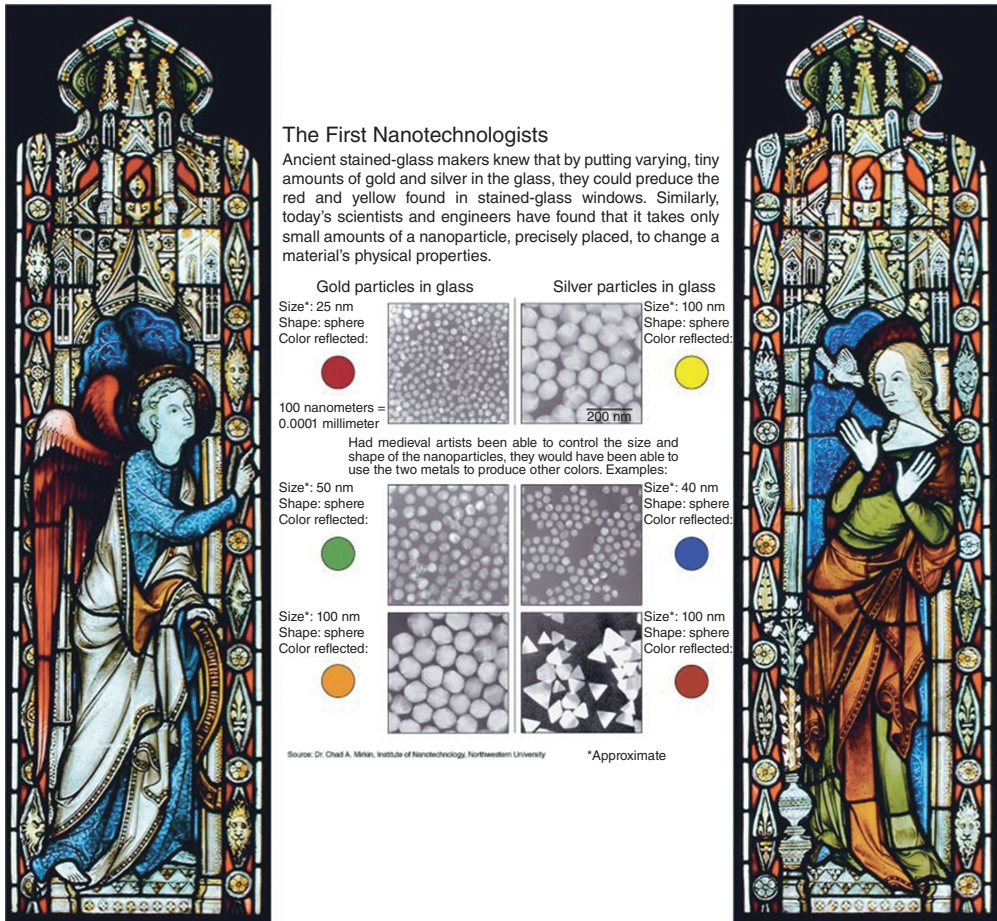 The First Nanotechnologists
Ancient stained-glass makers knew that by putting varying, tiny
amounts of gold and silver in the glass, they could preduce the
red and yellow found in stained-glass windows. Similarly,
today's scientists and engineers have found that it takes only
small amounts of a nanoparticle, precisely placed, to change a
material's physical properties.
Gold particles in glass
Size*: 25 nm
Shape: sphere
Color reflected:
100 nanometers =
0.0001 millimeter
Silver particles in glass
Size*: 100 nm
Shape: sphere
Color reflected:
200 nm
Had medieval artists been able to control the size and
shape of the nanoparticles, they would have been able to
use the two metals to produce other colors. Examples:
Size*: 50 nm
Shape: sphere
Color reflected:
Size*: 40 nm
Shape: sphere
Color reflected:
Size*: 100 nm
Shape: sphere
Color reflected:
Size*: 100 nm
Shape: sphere
Color reflected:
Source: Dr. Chad A. Mirkin, Institute of Nanotechnology, Northwestern University
*Approximate